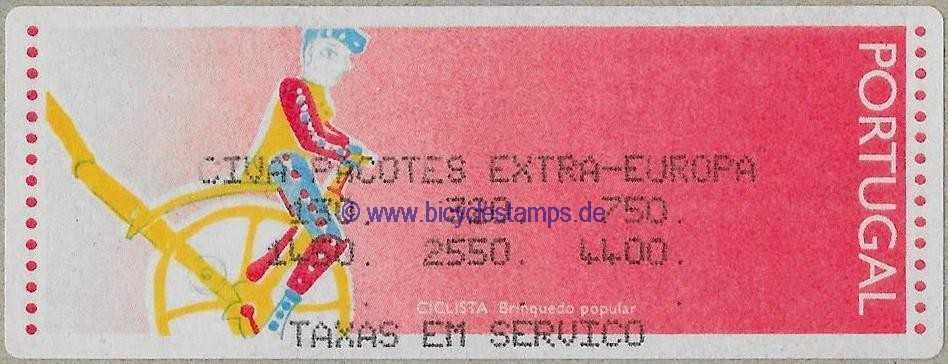 PORTUGAL
PACOTES EXTRA-EUROPA
© www.bicyclestamps.de
750.
2550. 4400.
CICLISTA Brinquedo popular
TAXAS EM SERVICO